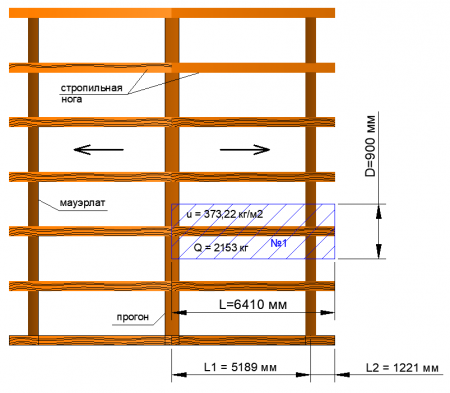 стропильная
нога
D=900 мм
мауэрлат
u = 373,22 кг/м2
Q = 2153 кг
№1
L=6410 мм
прогон
L1 = 5189 мм
L2 = 1221 мм